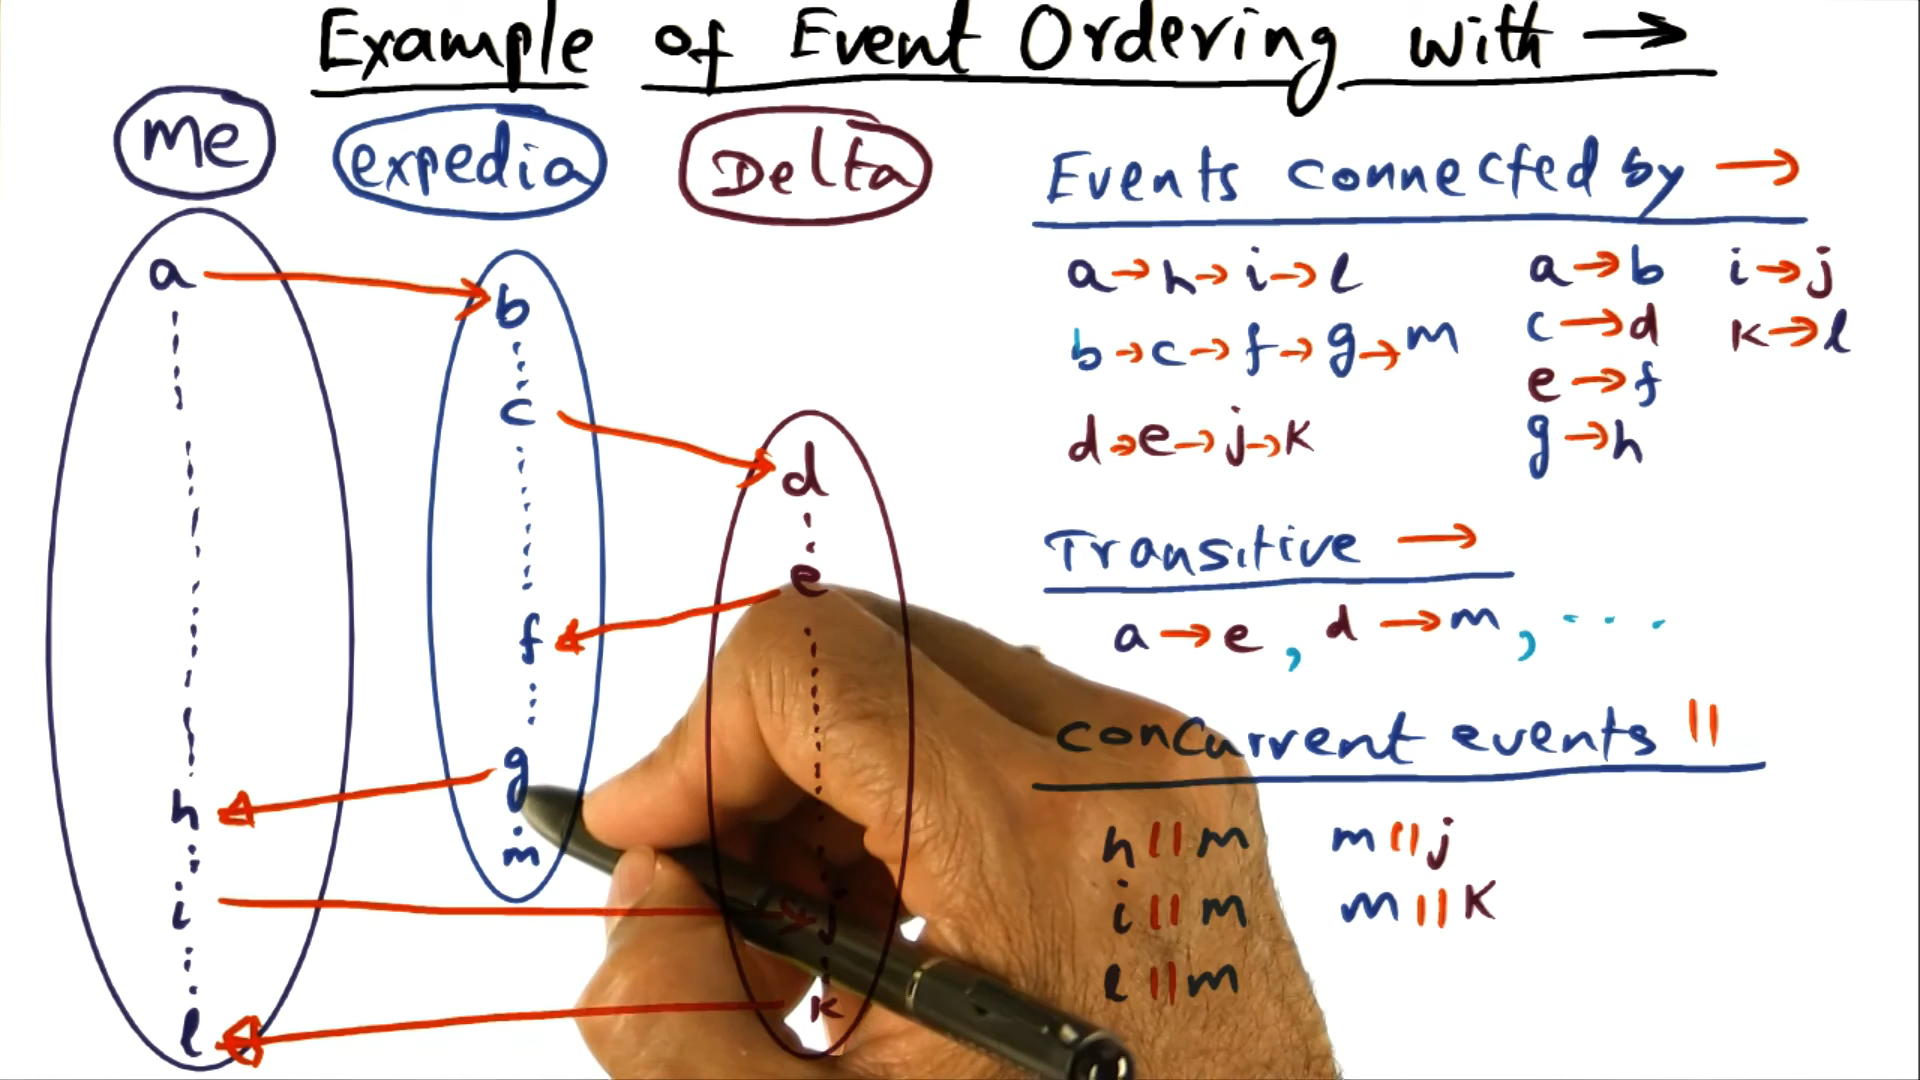 Example of Event Ordering with →
me expedia Delta
a
b
c
d
e
f
g
h
m
i
j
k
l
Events connected by →
a → h → i → l
b → c → f → g → m
d → e → j → k
a → b
c → d
e → f
g → h
i → j
k → l
Transitive →
a → e , d → m , . . .
concurrent events ||
h || m
i || m
l || m
m || j
m || k